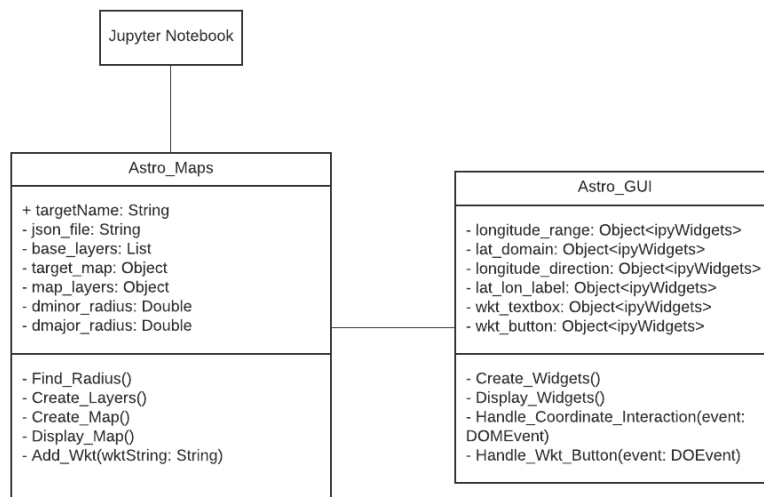 Jupyter Notebook
Astro_Maps
+ targetName: String
- json_file: String
- base_layers: List
- target_map: Object
- map_layers: Object
- dminor_radius: Double
- dmajor_radius: Double
- Find_Radius()
- Create_Layers()
- Create_Map()
- Display_Map()
- Add_Wkt(wktString: String)
Astro_GUI
- longitude_range: Object<ipyWidgets>
- lat_domain: Object<ipyWidgets>
- longitude_direction: Object<ipyWidgets>
- lat_lon_label: Object<ipyWidgets>
- wkt_textbox: Object<ipyWidgets>
- wkt_button: Object<ipyWidgets>
- Create_Widgets()
- Display_Widgets()
- Handle_Coordinate_Interaction(event:
DOMEvent)
- Handle_Wkt_Button(event: DOEvent)